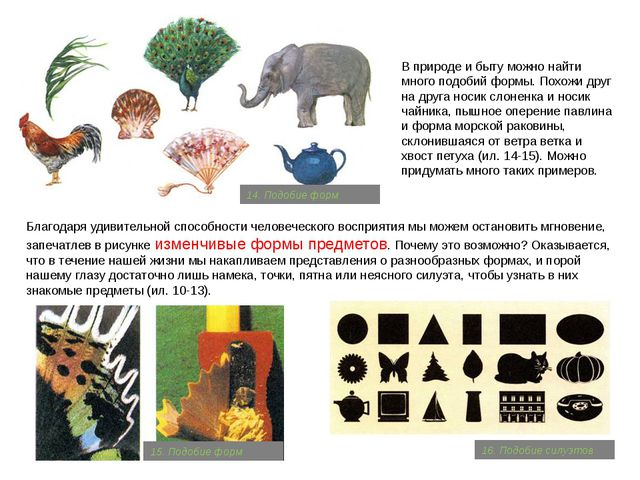 В природе и быту можно найти
много подобий формы. Похожи друг
на друга носик слоненка и носик
чайника, пышное оперение павлина
и форма морской раковины,
склонившаяся от ветра ветка и
хвост петуха (ил. 14-15). Можно
придумать много таких примеров.
14. Подобие форм
Благодаря удивительной способности человеческого восприятия мы можем остановить мгновение,
запечатлев в рисунке изменчивые формы предметов. Почему это возможно? Оказывается,
что в течение нашей жизни мы накапливаем представления о разнообразных формах, и порой
нашему глазу достаточно лишь намека, точки, пятна или неясного силуэта, чтобы узнать в них
знакомые предметы (ил. 10-13).
15. Подобие форм
16. Подобие силуэтов